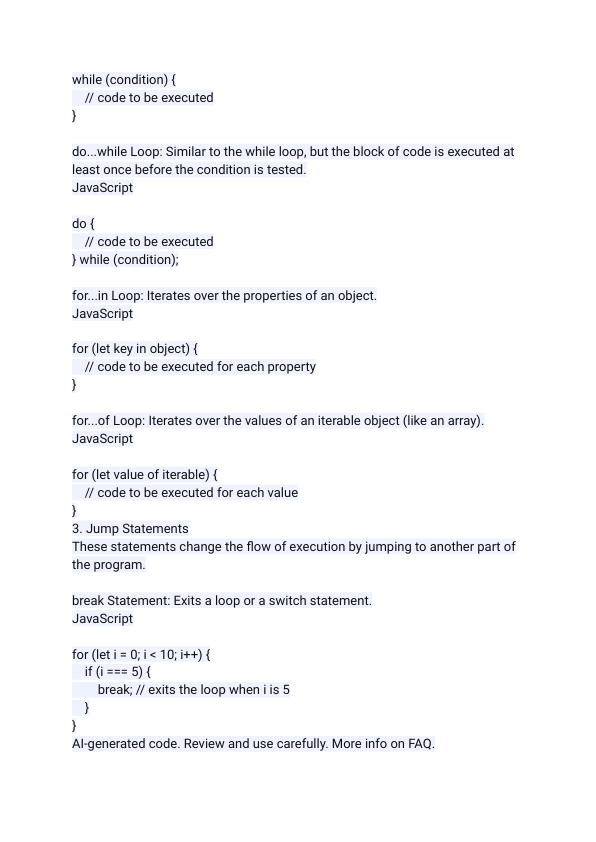 while (condition) {
    // code to be executed
}
do...while Loop: Similar to the while loop, but the block of code is executed at
least once before the condition is tested.
JavaScript
do {
    // code to be executed
} while (condition);
for...in Loop: Iterates over the properties of an object.
JavaScript
for (let key in object) {
    // code to be executed for each property
}
for...of Loop: Iterates over the values of an iterable object (like an array).
JavaScript
for (let value of iterable) {
    // code to be executed for each value
}
3. Jump Statements
These statements change the flow of execution by jumping to another part of
the program.
break Statement: Exits a loop or a switch statement.
JavaScript
for (let i = 0; i < 10; i++) {
    if (i === 5) {
        break; // exits the loop when i is 5
    }
}
AI-generated code. Review and use carefully. More info on FAQ.